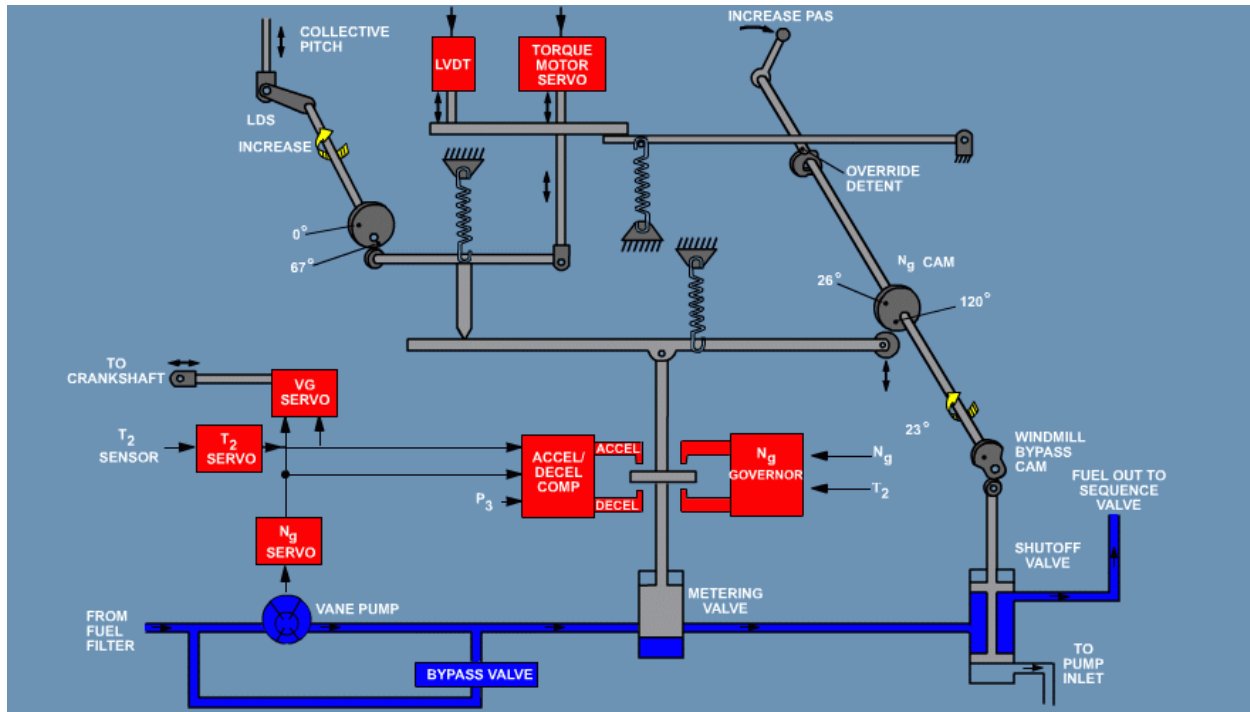 INCREASE PAS
COLLECTIVE
PITCH
LVDT
TORQUE
MOTOR
SERVO
LDS
INCREASE
OVERRIDE
DETENT
0°
67°
Ng CAM
26°
120°
TO
CRANKSHAFT
VG
SERVO
T2
SENSOR
T2
SERVO
ACCEL/
DECEL
COMP
ACCEL
DECEL
P3
Ng
GOVERNOR
Ng
T2
23°
WINDMILL
BYPASS
CAM
FUEL OUT TO
SEQUENCE
VALVE
Ng
SERVO
SHUTOFF
VALVE
METERING
VALVE
VANE PUMP
FROM
FUEL
FILTER
BYPASS VALVE
TO
PUMP
INLET